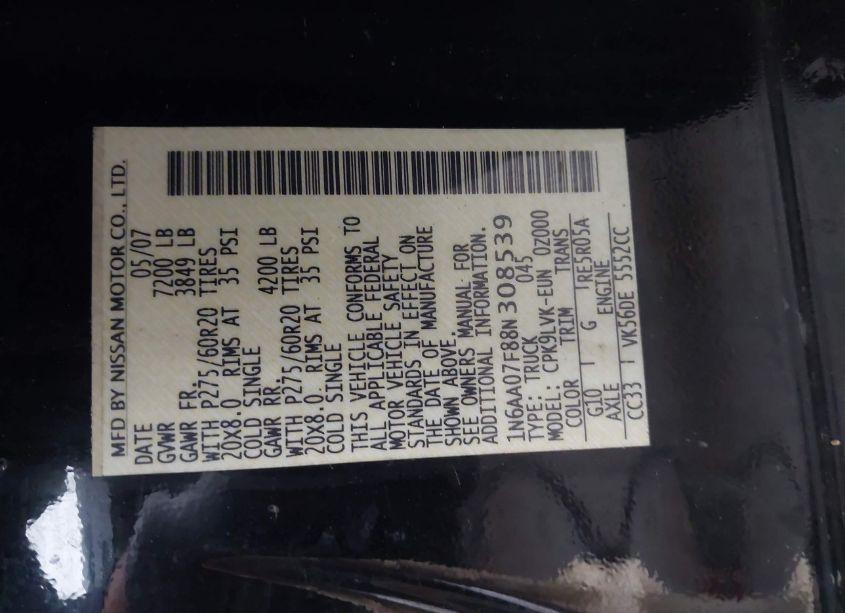 MFD BY NISSAN MOTOR CO., LTD.
DATE 05/07
GVWR 7200 LB
GAWR FR. 3849 LB
WITH P275/60R20 TIRES
20X8.0 RIMS AT 35 PSI
COLD SINGLE
GAWR RR. 4200 LB
WITH P275/60R20 TIRES
20X8.0 RIMS AT 35 PSI
COLD SINGLE
THIS VEHICLE CONFORMS TO
ALL APPLICABLE FEDERAL
MOTOR VEHICLE SAFETY
STANDARDS IN EFFECT ON
THE DATE OF MANUFACTURE
SHOWN ABOVE.
SEE OWNERS MANUAL FOR
ADDITIONAL INFORMATION.
1N6AA07F88N308539
TYPE: TRUCK 045
MODEL: CPK9LVK-EUN 0Z000
COLOR TRIM TRANS
G10 G RE5R05A
AXLE ENGINE
CC33 VK56DE 5552CC